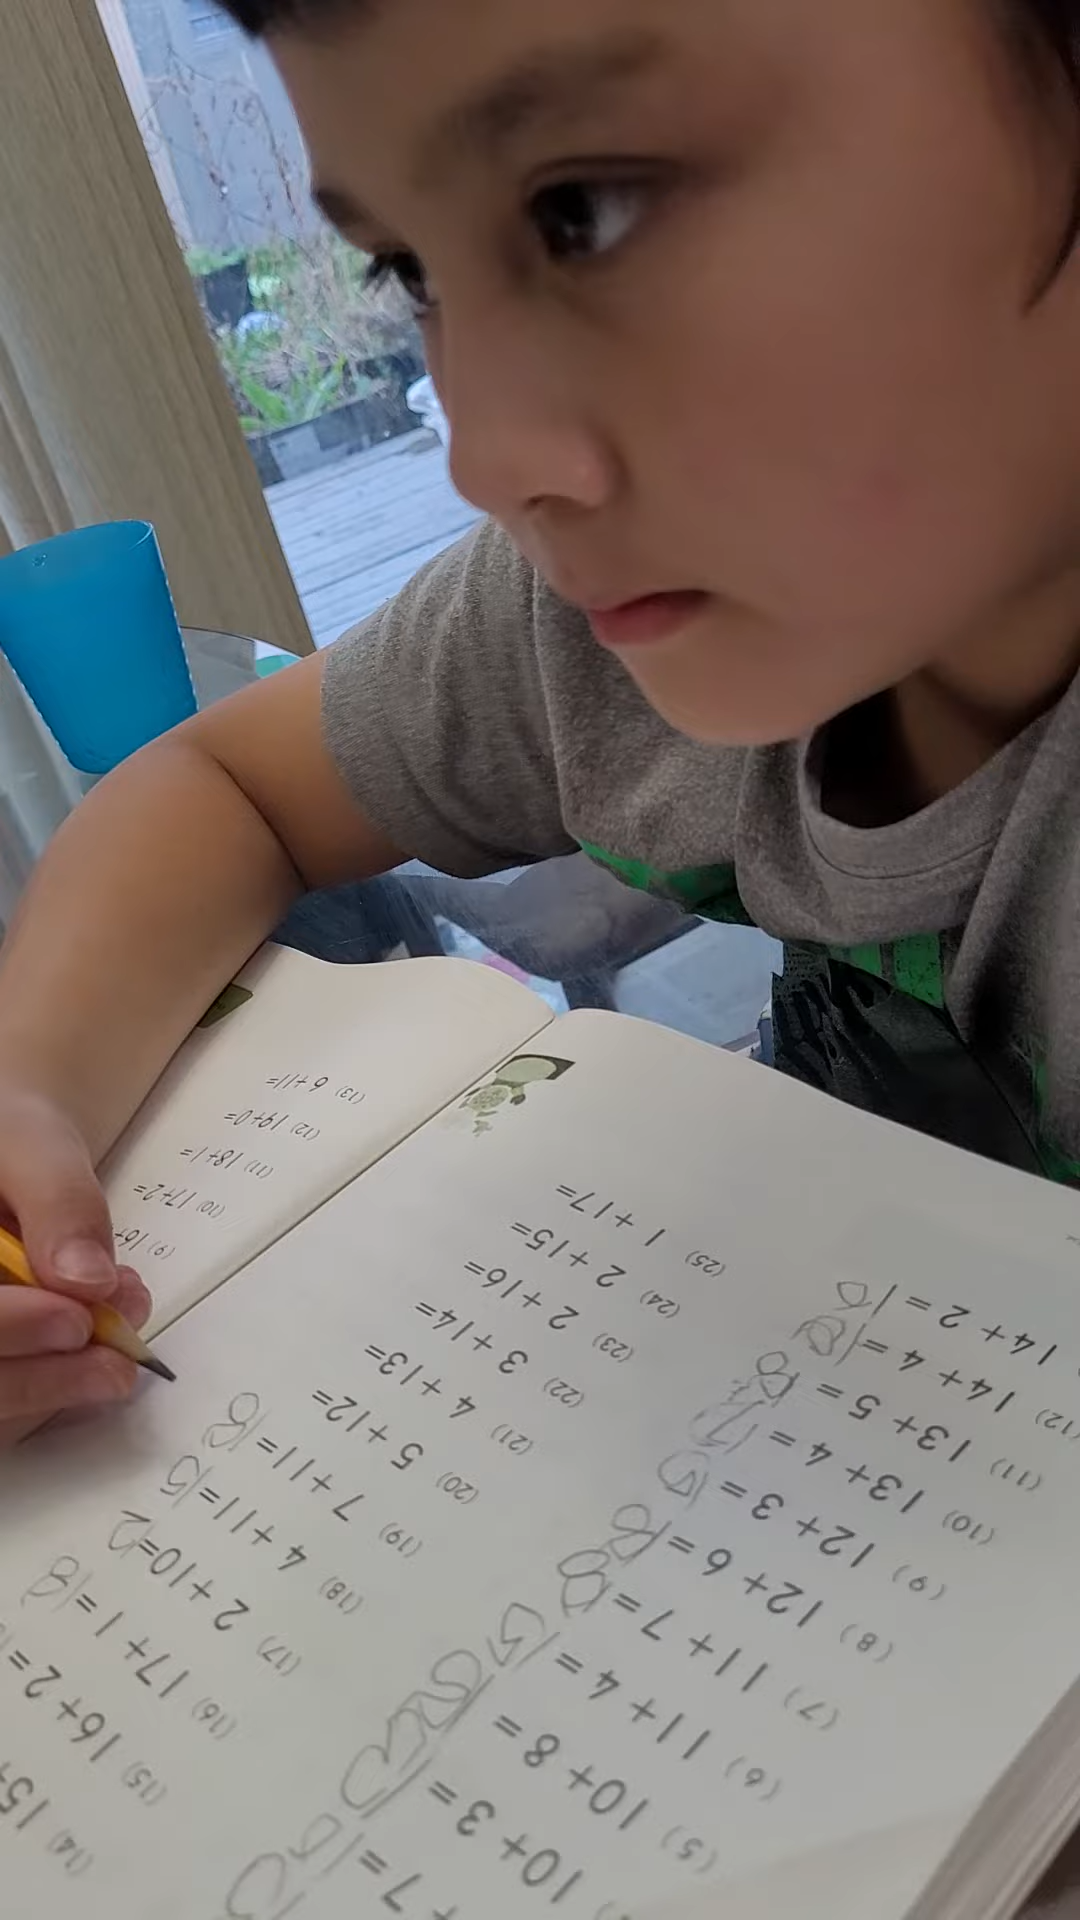 + 7 =
10 + 3 = 13
10 + 8 = 18
(5)
(6) 11 + 4 = 15
(7) 11 + 7 = 18
(8) 12 + 6 = 18
(9) 12 + 3 = 15
(10) 13 + 4 = 17
(11) 13 + 5 = 18
(12) 14 + 4 = 18
14 + 2 = 16
(14) 15+
(15) 16 + 2 =
(16) 17 + 1 = 18
(17) 2 + 10 = 12
(18) 4 + 11 = 15
(19) 7 + 11 = 18
(20) 5 + 12 =
(21) 4 + 13 =
(22) 3 + 14 =
(23) 2 + 16 =
(24) 2 + 15 =
(25) 1 + 17 =
(9) 16+
(10) 17+2=
(11) 18+1=
(12) 19+0=
(13) 6+11=